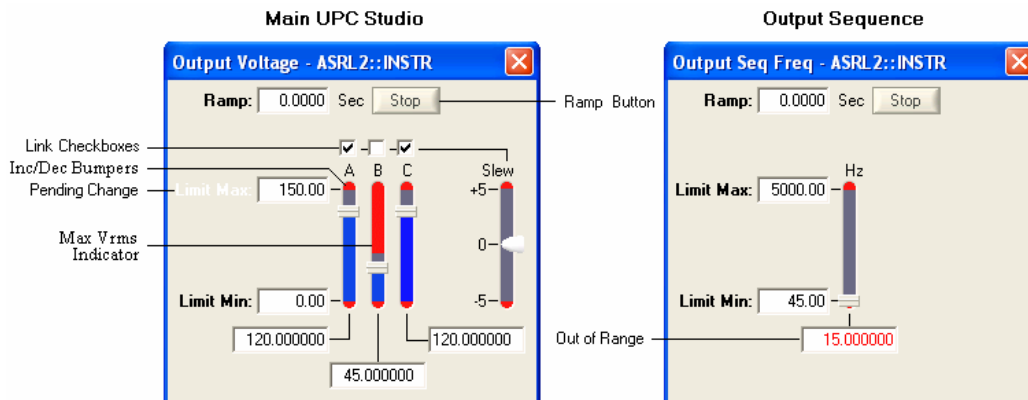 Main UPC Studio
Output Sequence
Output Voltage - ASRL2::INSTR
Output Seq Freq - ASRL2::INSTR
Ramp: 0.0000 Sec Stop
Ramp Button
Ramp: 0.0000 Sec Stop
Link Checkboxes
Inc/Dec Bumpers
A B C
Slew
Hz
Pending Change
Limit Max: 150.00
+5
Limit Max: 5000.00
Max Vrms
Indicator
0
Limit Min: 0.00
-5
Limit Min: 45.00
120.000000
120.000000
Out of Range
15.000000
45.000000